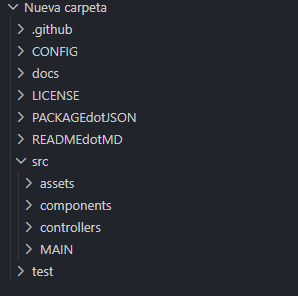 Nueva carpeta
.github
CONFIG
docs
LICENSE
PACKAGEdotJSON
READMEdotMD
src
assets
components
controllers
MAIN
test